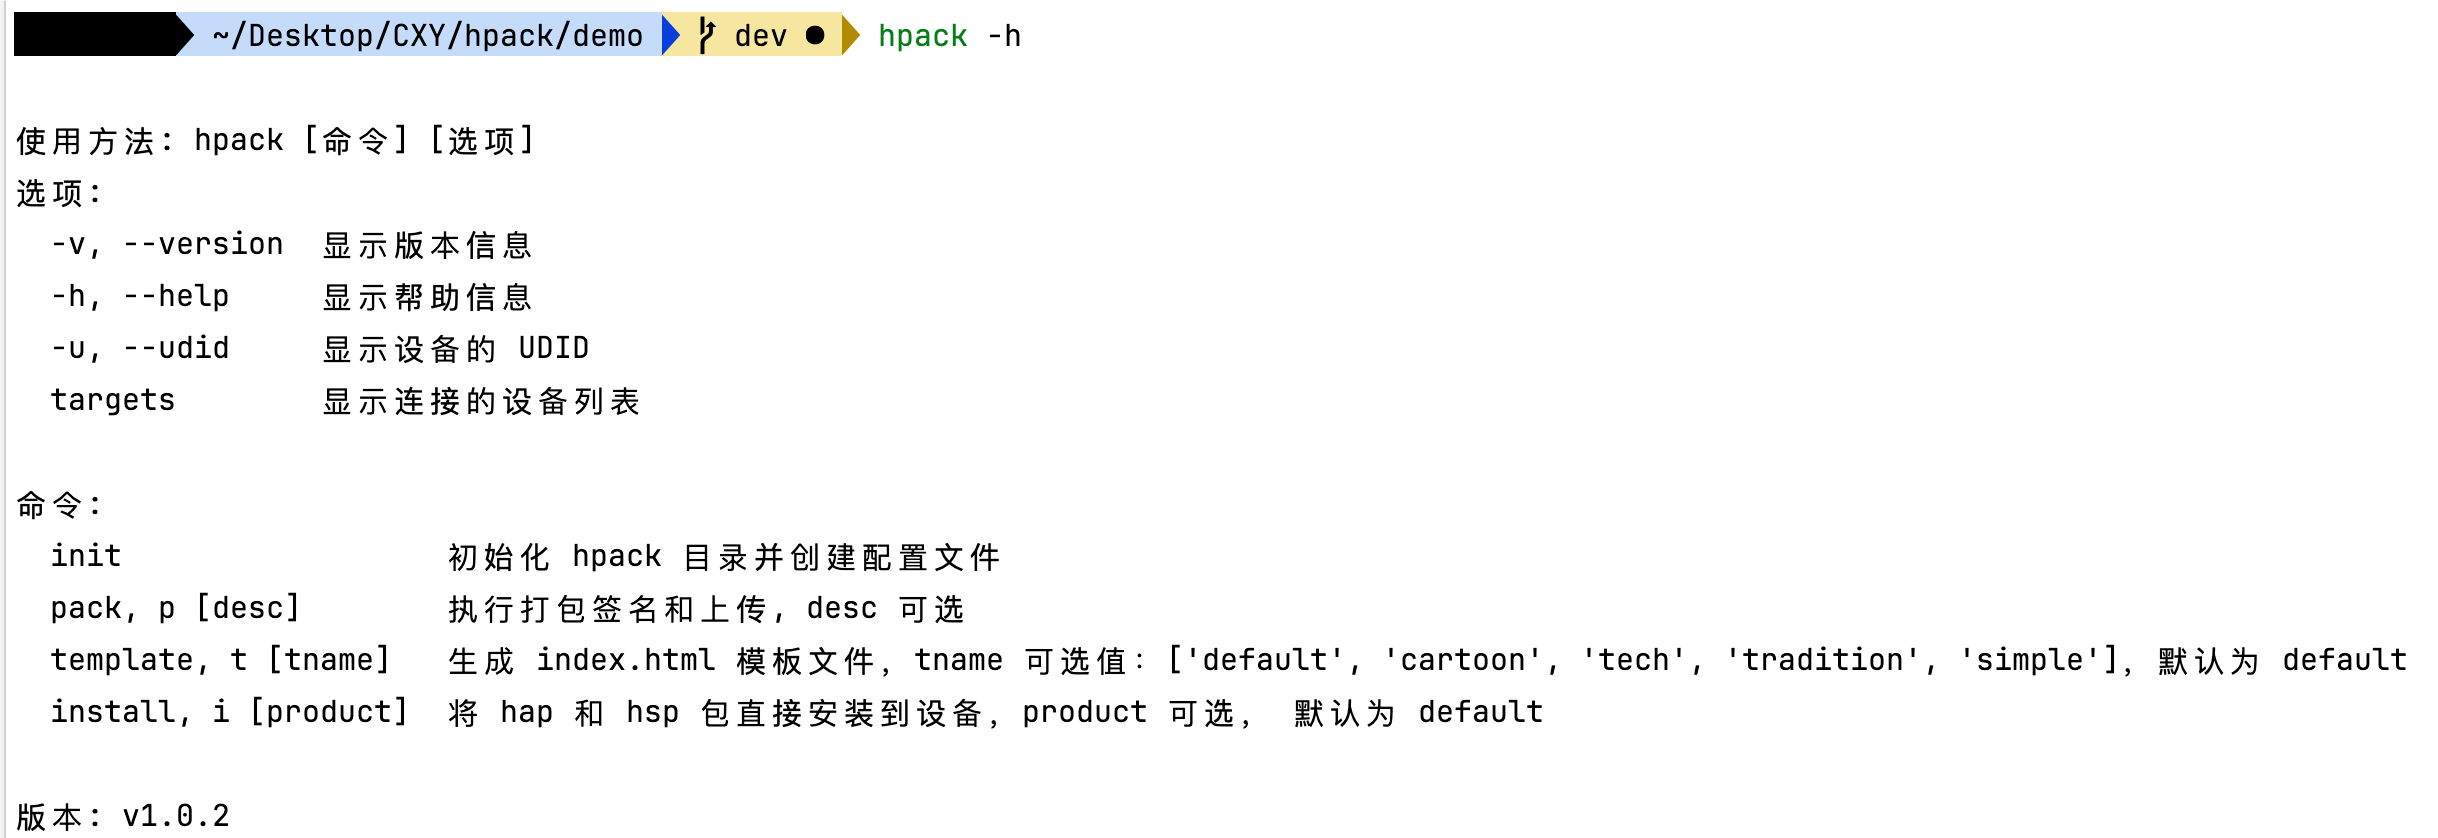 ~/Desktop/CXY/hpack/demo dev ● hpack -h
使用方法: hpack [命令] [选项]
选项:
-v, --version 显示版本信息
-h, --help 显示帮助信息
-u, --udid 显示设备的 UDID
targets 显示连接的设备列表
命令:
init 初始化 hpack 目录并创建配置文件
pack, p [desc] 执行打包签名和上传, desc 可选
template, t [tname] 生成 index.html 模板文件, tname 可选值: ['default', 'cartoon', 'tech', 'tradition', 'simple'], 默认为 default
install, i [product] 将 hap 和 hsp 包直接安装到设备, product 可选, 默认为 default
版本: v1.0.2